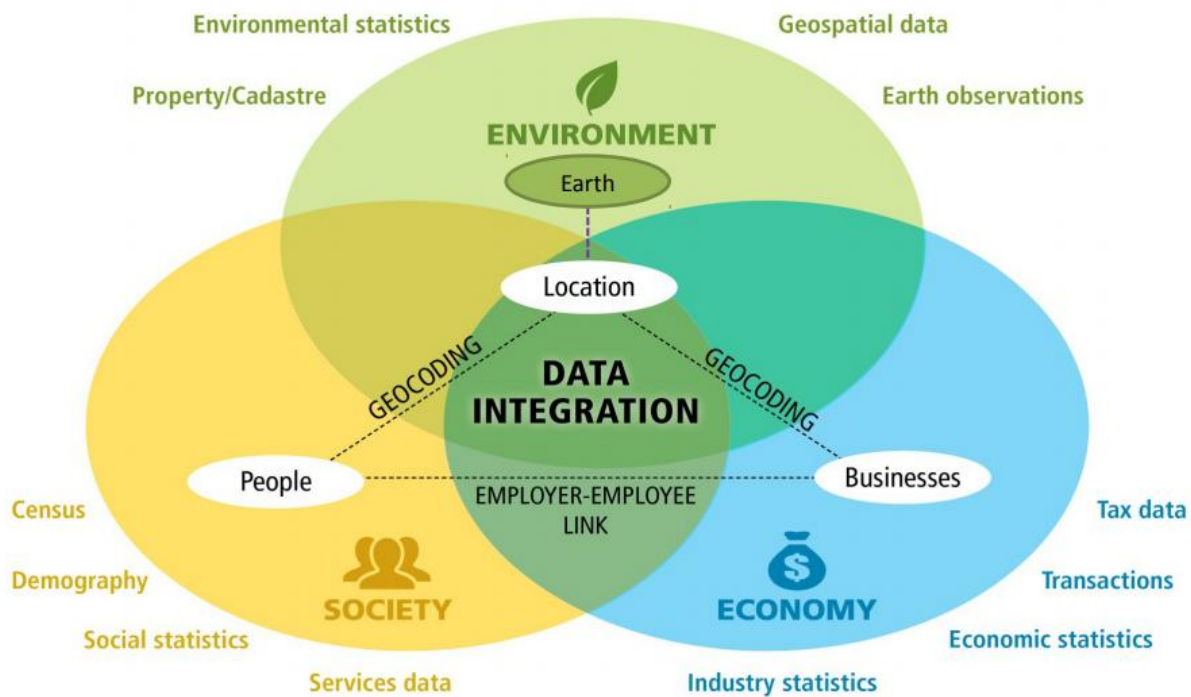 Environmental statistics
Geospatial data
Property/Cadastre
Earth observations
ENVIRONMENT
Earth
Location
GEOCODING
GEOCODING
DATA
INTEGRATION
People
Businesses
EMPLOYER-EMPLOYEE
LINK
Census
Tax data
Demography
$
Transactions
SOCIETY
ECONOMY
Social statistics
Economic statistics
Services data
Industry statistics